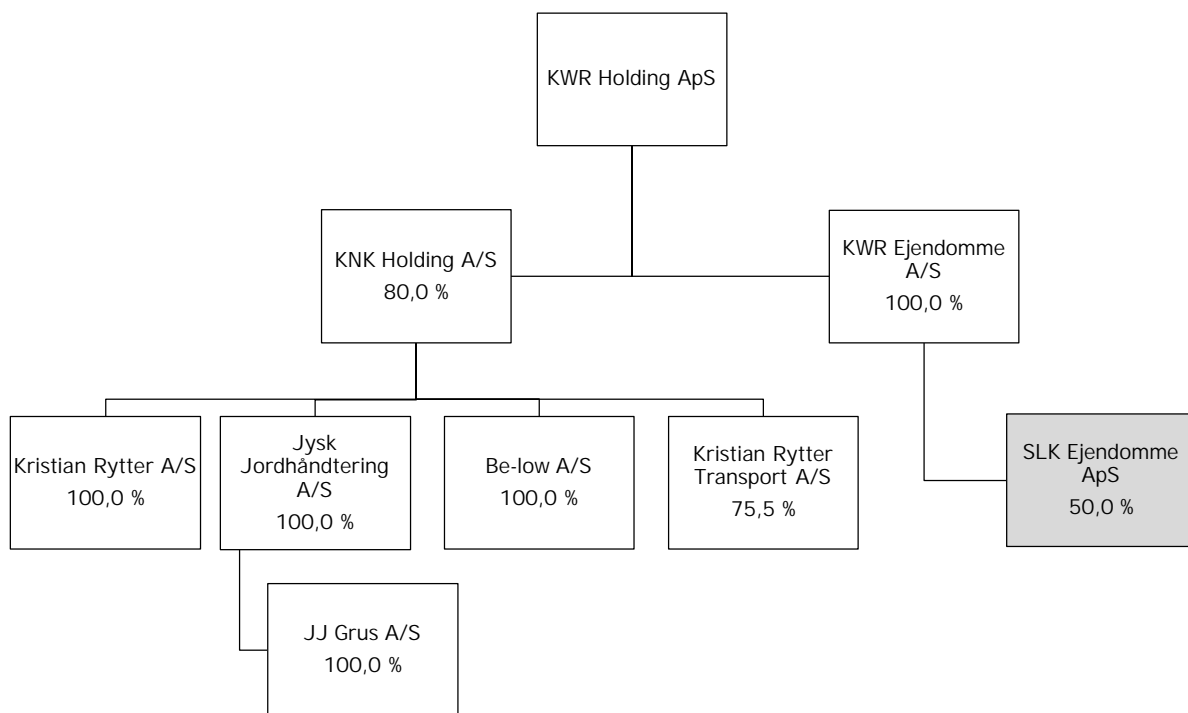 KWR Holding ApS
KNK Holding A/S
80,0 %
KWR Ejendomme
A/S
100,0 %
Kristian Rytter A/S
100,0 %
Jysk
Jordhåndtering
A/S
100,0 %
Be-low A/S
100,0 %
Kristian Rytter
Transport A/S
75,5 %
SLK Ejendomme
ApS
50,0 %
JJ Grus A/S
100,0 %